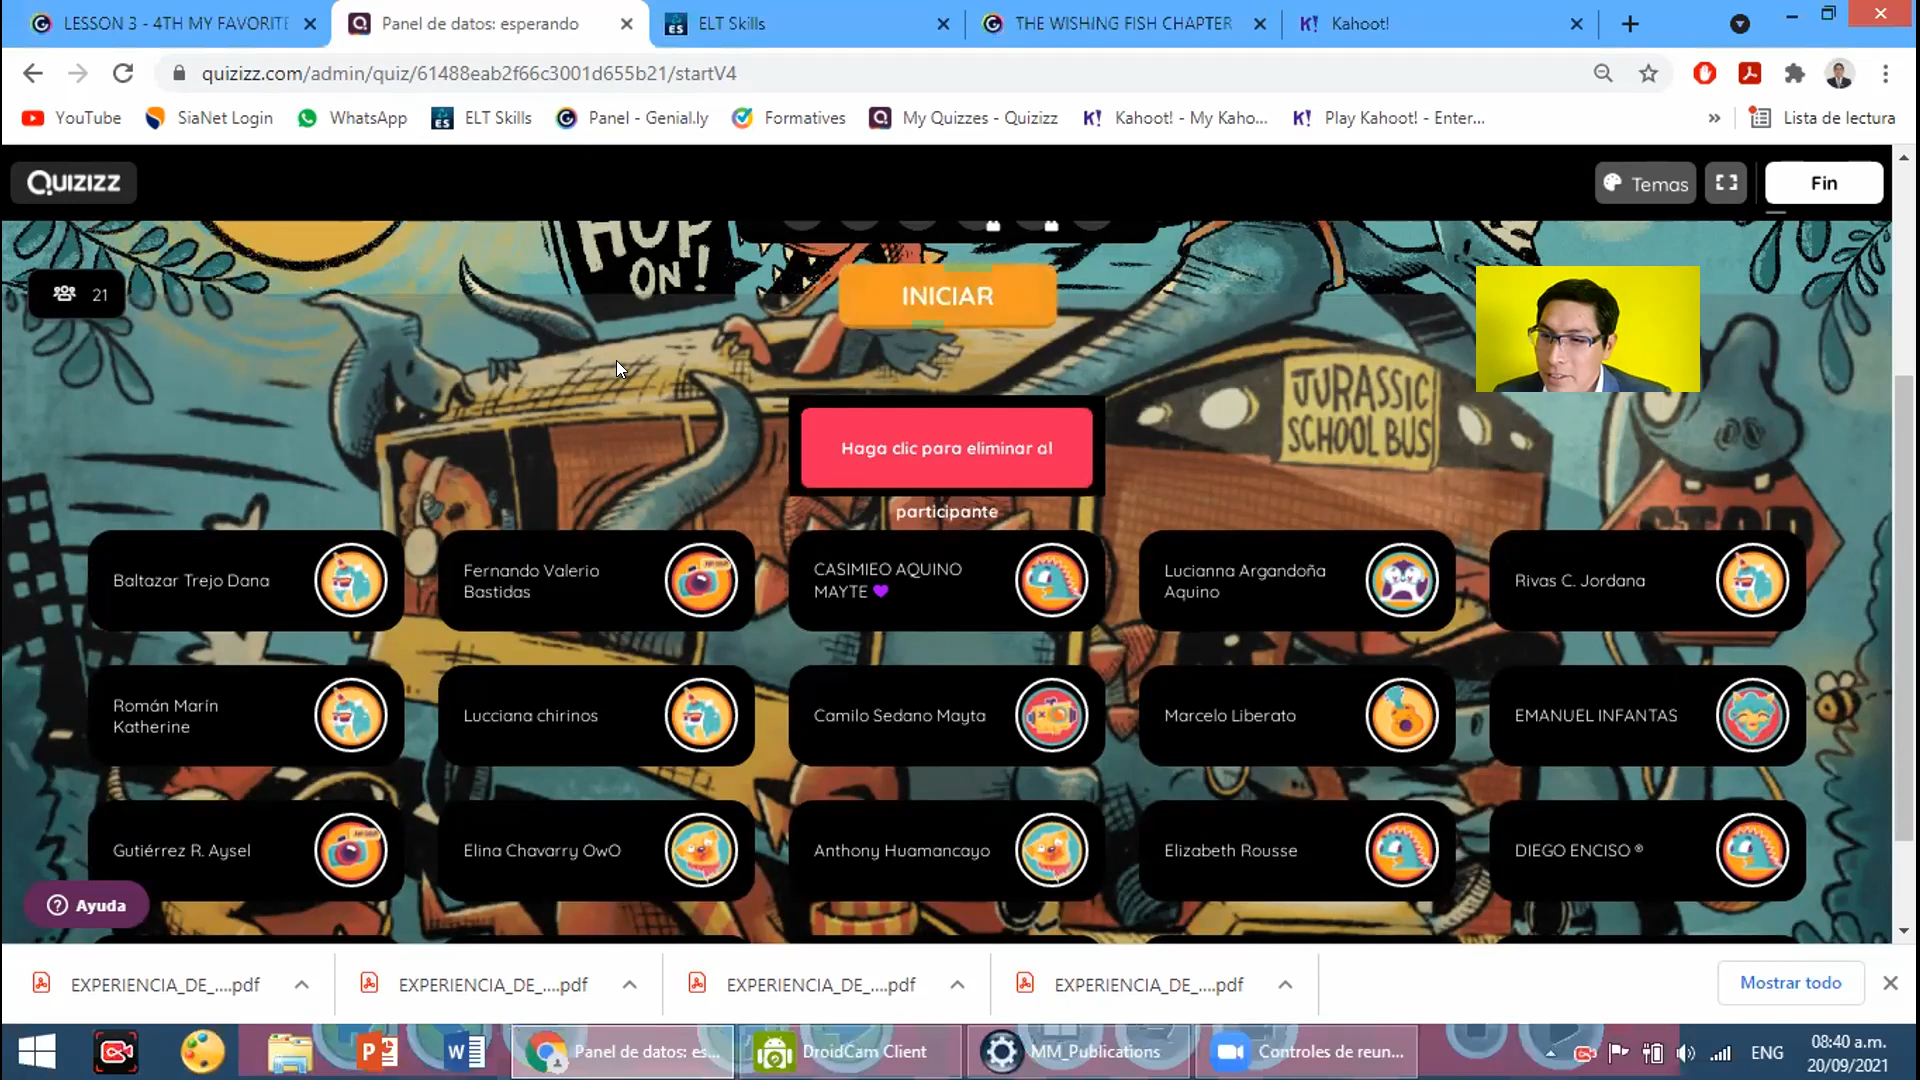 LESSON 3 - 4TH MY FAVORITE
Panel de datos: esperando
ELT Skills
THE WISHING FISH CHAPTER
Kahoot!
quizizz.com/admin/quiz/61488eab2f66c3001d655b21/startV4
YouTube
SiaNet Login
WhatsApp
ELT Skills
Panel - Genial.ly
Formatives
My Quizzes - Quizizz
Kahoot! - My Kaho...
Play Kahoot! - Enter...
»
Lista de lectura
QUIZIZZ
Temas
Fin
HOP
ON!
21
INICIAR
JURASSIC
SCHOOL BUS
Haga clic para eliminar al
participante
STOP
Baltazar Trejo Dana
Fernando Valerio
Bastidas
CASIMIEO AQUINO
MAYTE 💜
Lucianna Argandoña
Aquino
Rivas C. Jordana
Román Marín
Katherine
Lucciana chirinos
Camilo Sedano Mayta
Marcelo Liberato
EMANUEL INFANTAS
Gutiérrez R. Aysel
Elina Chavarry OwO
Anthony Huamancayo
Elizabeth Rousse
DIEGO ENCISO ®
Ayuda
EXPERIENCIA_DE_....pdf
EXPERIENCIA_DE_....pdf
EXPERIENCIA_DE_....pdf
EXPERIENCIA_DE_....pdf
Mostrar todo
Panel de datos: es...
DroidCam Client
MM_Publications
Controles de reun...
ENG
08:40 a.m.
20/09/2021